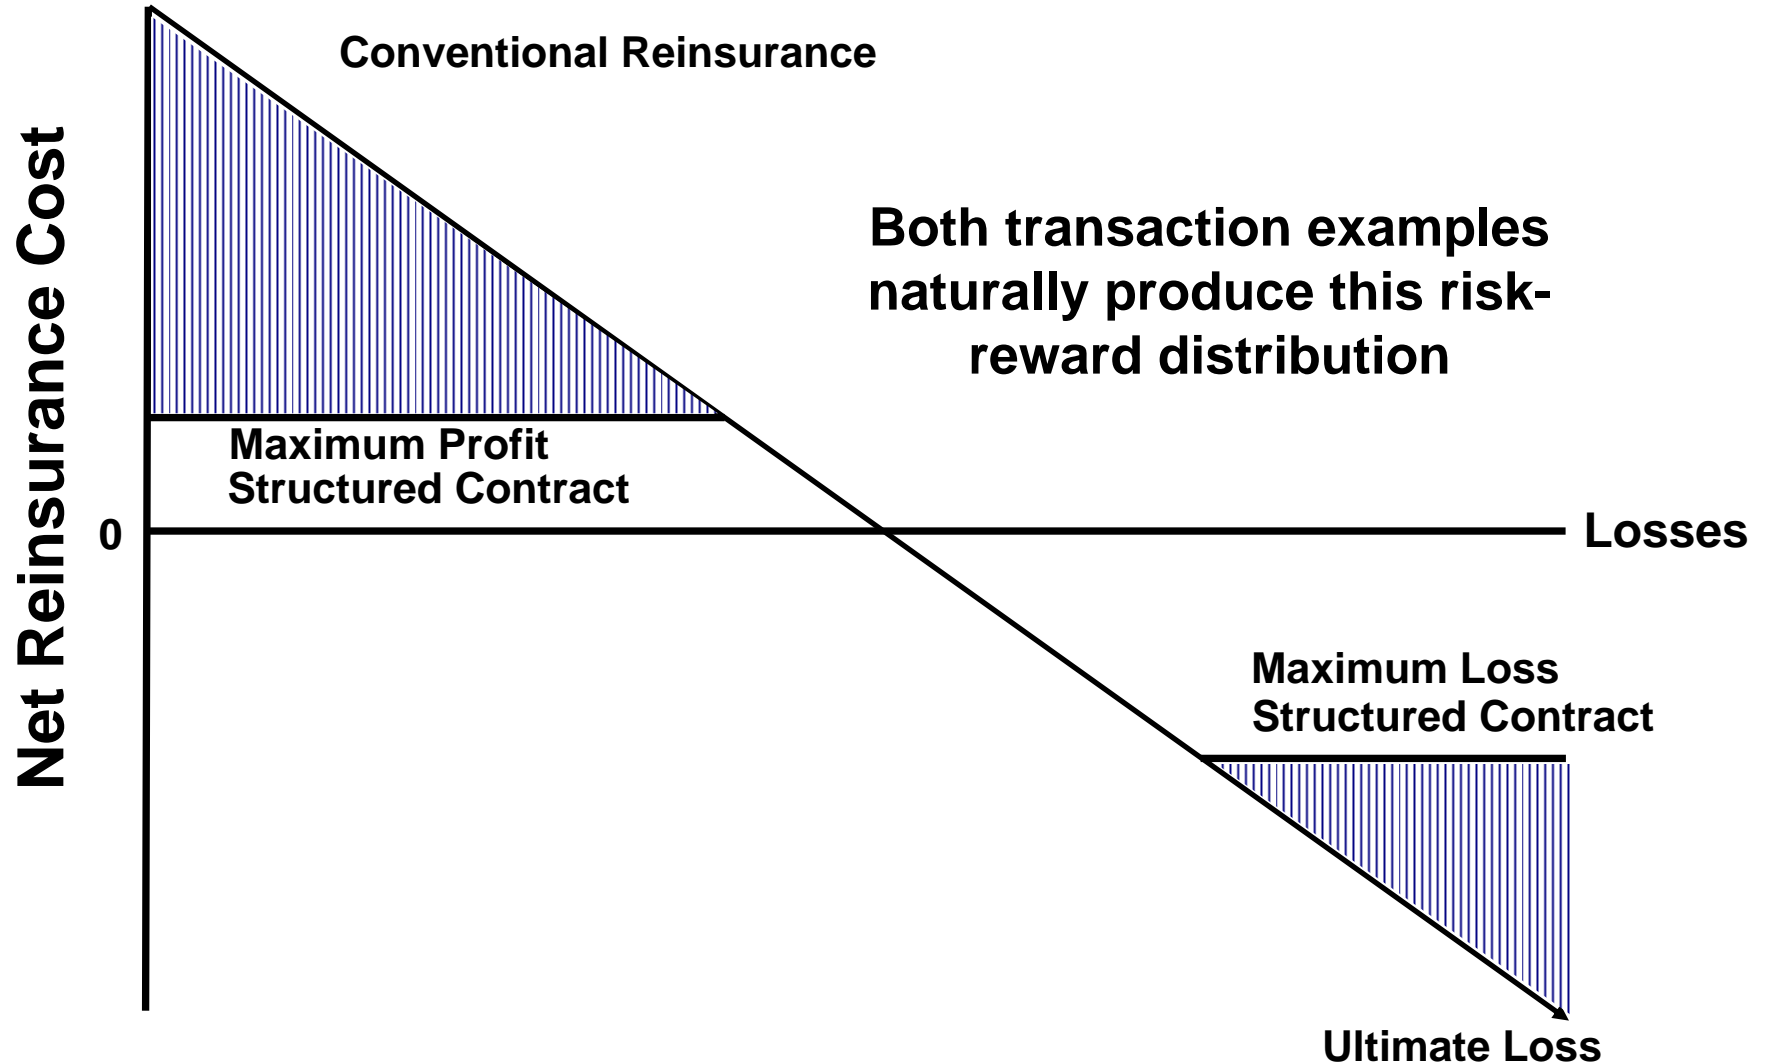 Conventional Reinsurance
Net Reinsurance Cost
Both transaction examples
naturally produce this risk-
reward distribution
Maximum Profit
Structured Contract
0
Losses
Maximum Loss
Structured Contract
Ultimate Loss